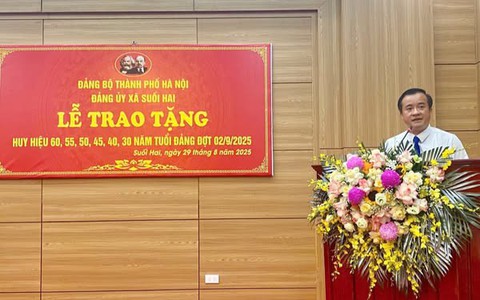 ĐẢNG BỘ THÀNH PHỐ HÀ NỘI
ĐẢNG ỦY XÃ SUỐI HAI
LỄ TRAO TẶNG
HUY HIỆU 60, 55, 50, 45, 40, 30 NĂM TUỔI ĐẢNG ĐỢT 02/9/2025
Suối Hai, ngày 29 tháng 8 năm 2025